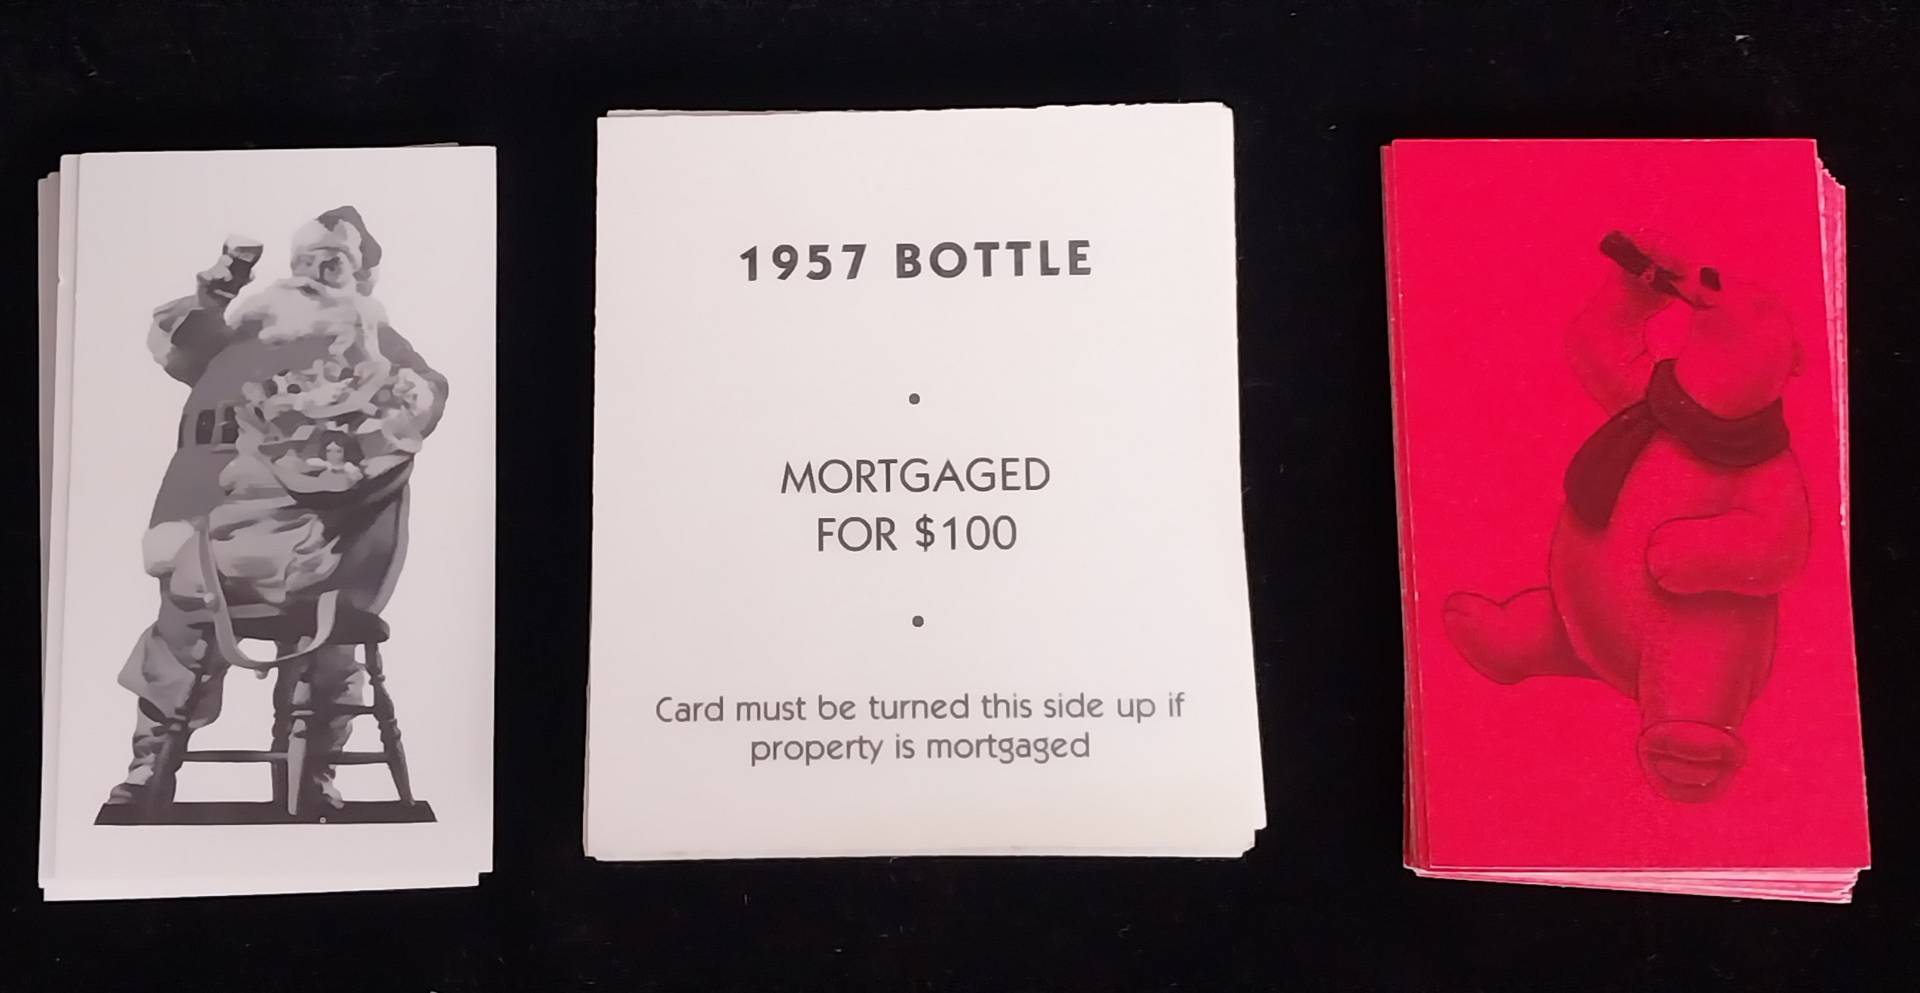 1957 BOTTLE
MORTGAGED
FOR $100
Card must be turned this side up if
property is mortgaged